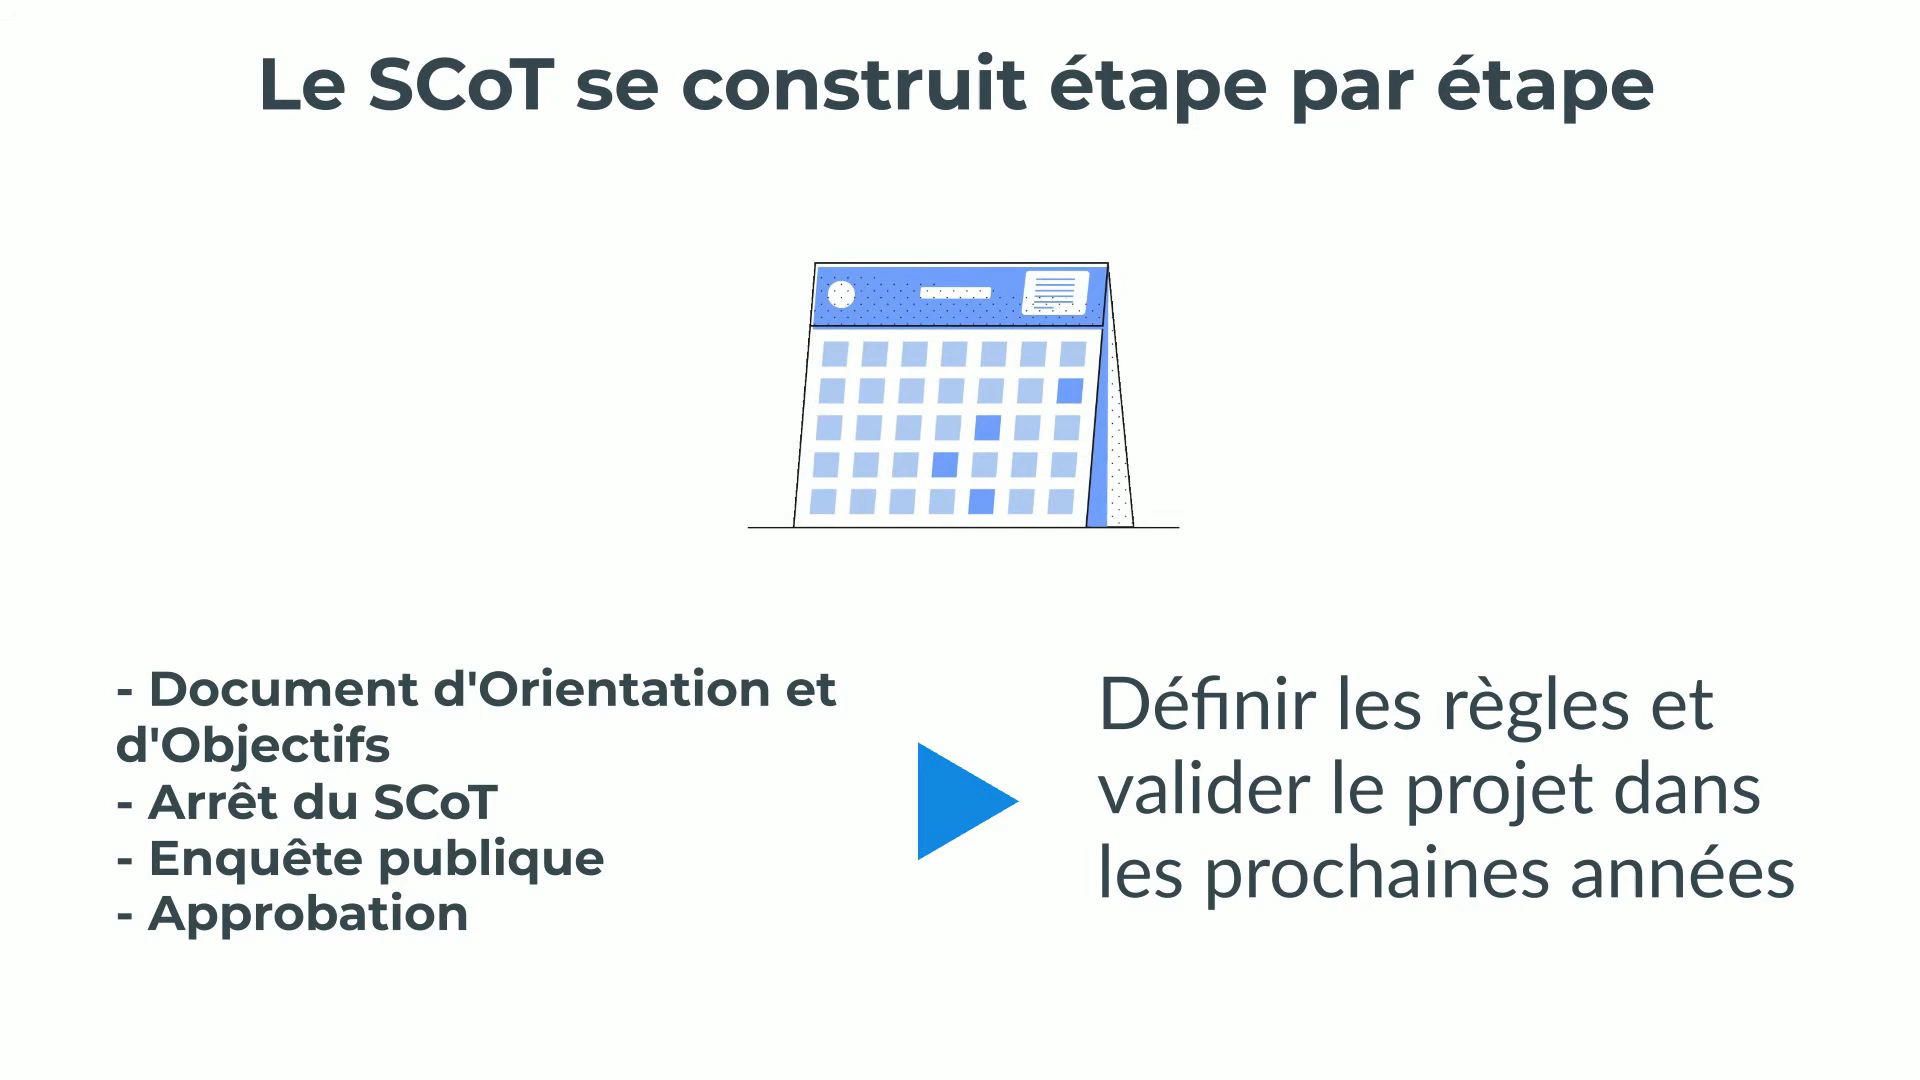 Le SCoT se construit étape par étape
- Document d'Orientation et
d'Objectifs
- Arrêt du SCoT
- Enquête publique
- Approbation
Définir les règles et
valider le projet dans
les prochaines années